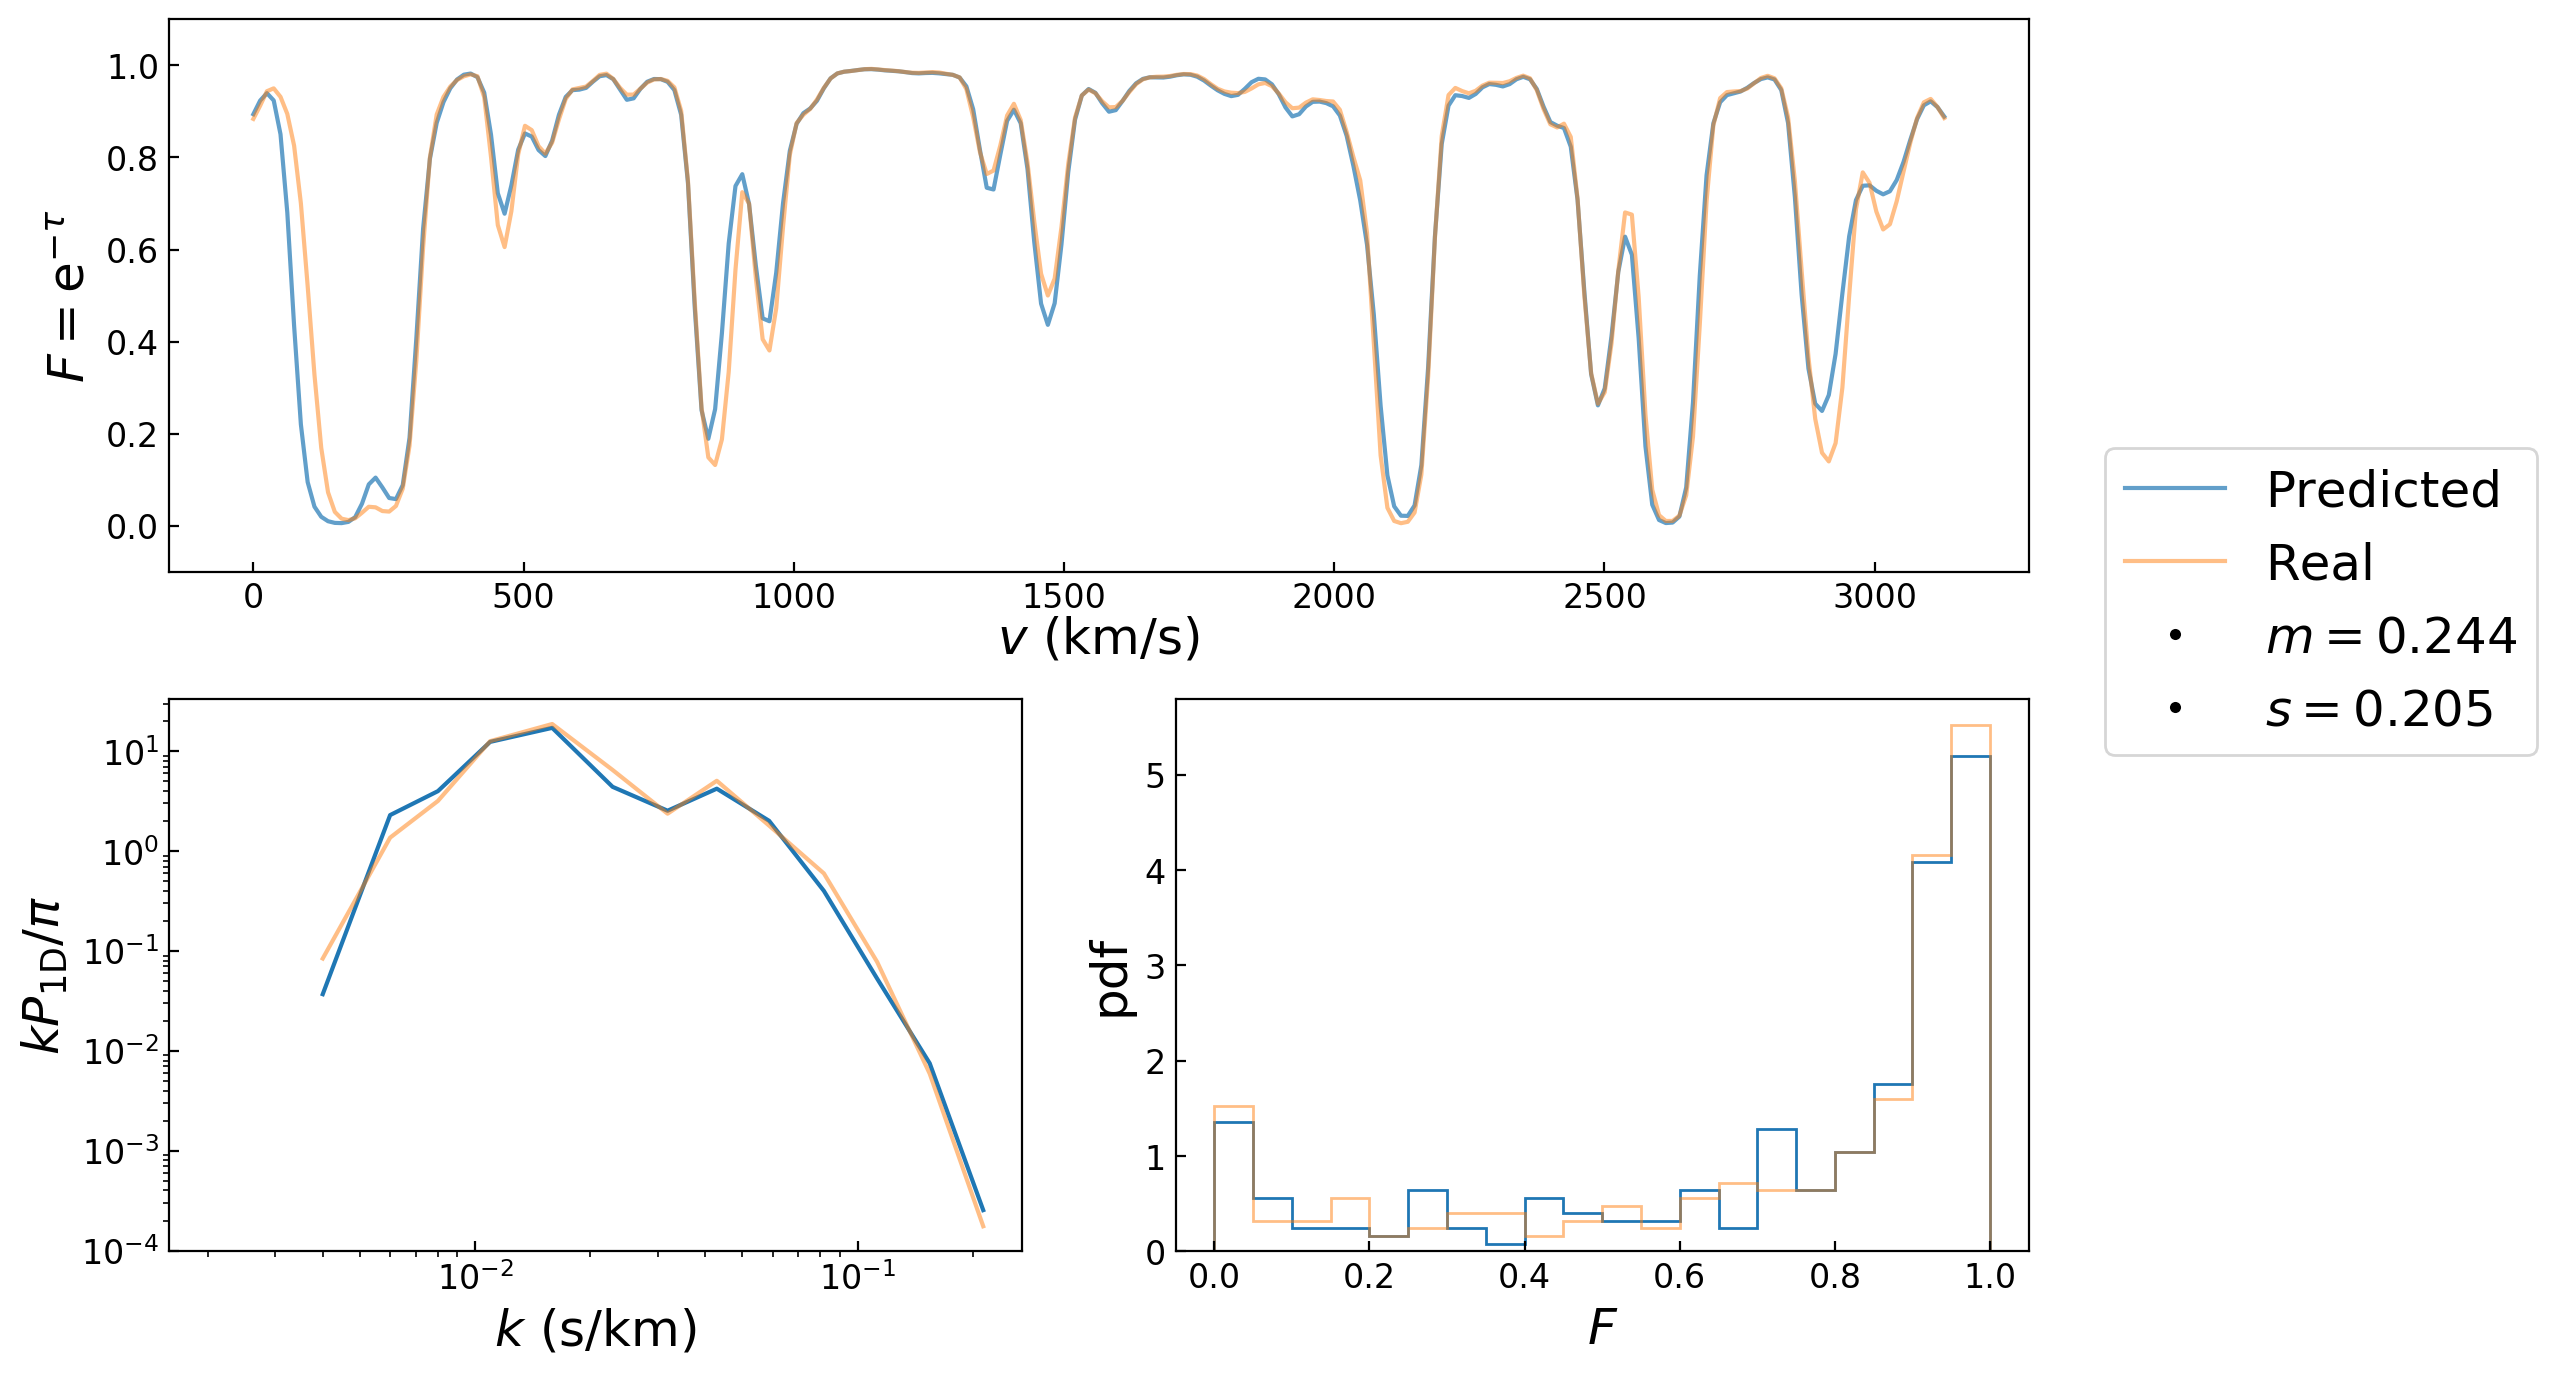 1.0
0.8
0.6
0.4
0.2
0.0
F = e^{−τ}
0 500 1000 1500 2000 2500 3000
v (km/s)
Predicted
Real
m = 0.244
s = 0.205
10^1
10^0
10^{−1}
10^{−2}
10^{−3}
10^{−4}
kP_{1D}/π
10^{−2} 10^{−1}
k (s/km)
5
4
3
2
1
0
pdf
0.0 0.2 0.4 0.6 0.8 1.0
F